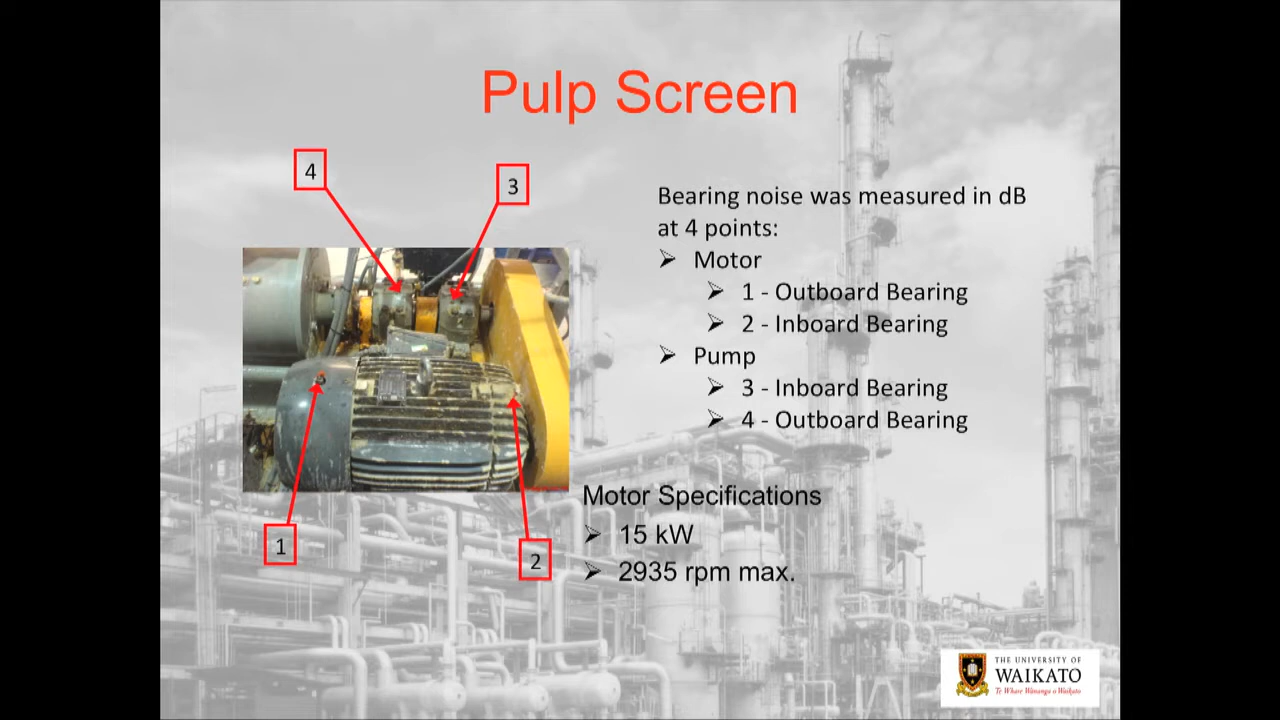 Pulp Screen
4
3
Bearing noise was measured in dB
at 4 points:
Motor
1 - Outboard Bearing
2 - Inboard Bearing
Pump
3 - Inboard Bearing
4 - Outboard Bearing
Motor Specifications
15 kW
2935 rpm max.
1
2
THE UNIVERSITY OF
WAIKATO
Te Whare Wānanga o Waikato